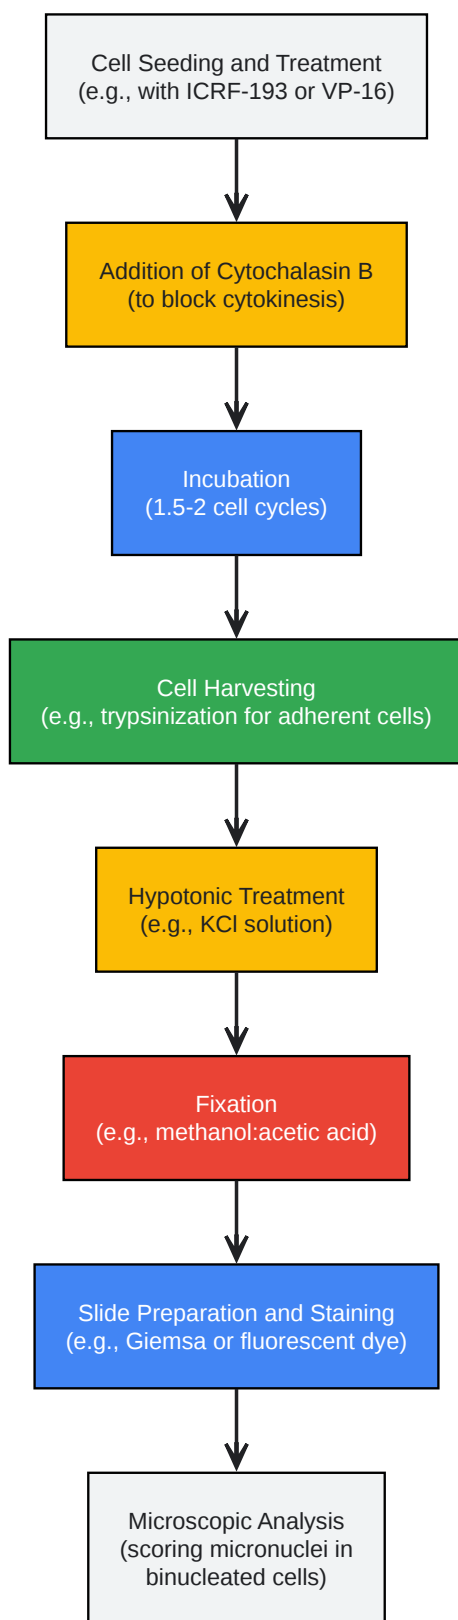 Cell Seeding and Treatment
(e.g., with ICRF-193 or VP-16)
Addition of Cytochalasin B
(to block cytokinesis)
Incubation
(1.5-2 cell cycles)
Cell Harvesting
(e.g., trypsinization for adherent cells)
Hypotonic Treatment
(e.g., KCl solution)
Fixation
(e.g., methanol:acetic acid)
Slide Preparation and Staining
(e.g., Giemsa or fluorescent dye)
Microscopic Analysis
(scoring micronuclei in
binucleated cells)